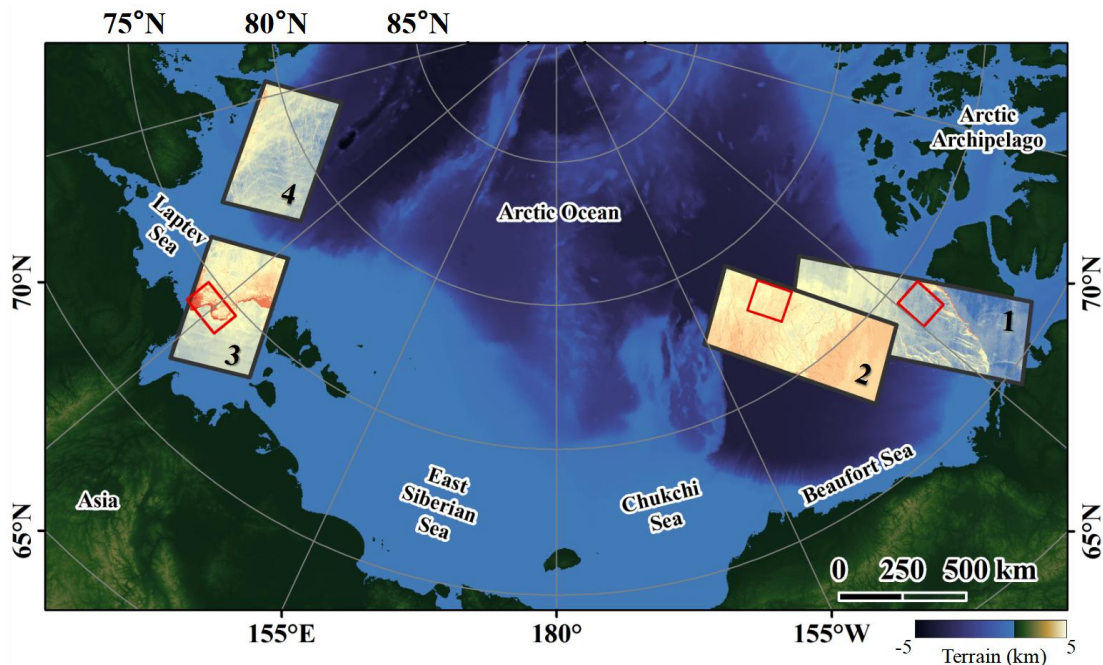 75°N 80°N 85°N
Arctic
Archipelago
4
Laptev
Sea
Arctic Ocean
70°N
70°N
1
3
2
Beaufort Sea
East
Siberian
Sea
Chukchi
Sea
Asia
65°N
65°N
0 250 500 km
155°E 180° 155°W
-5 5
Terrain (km)